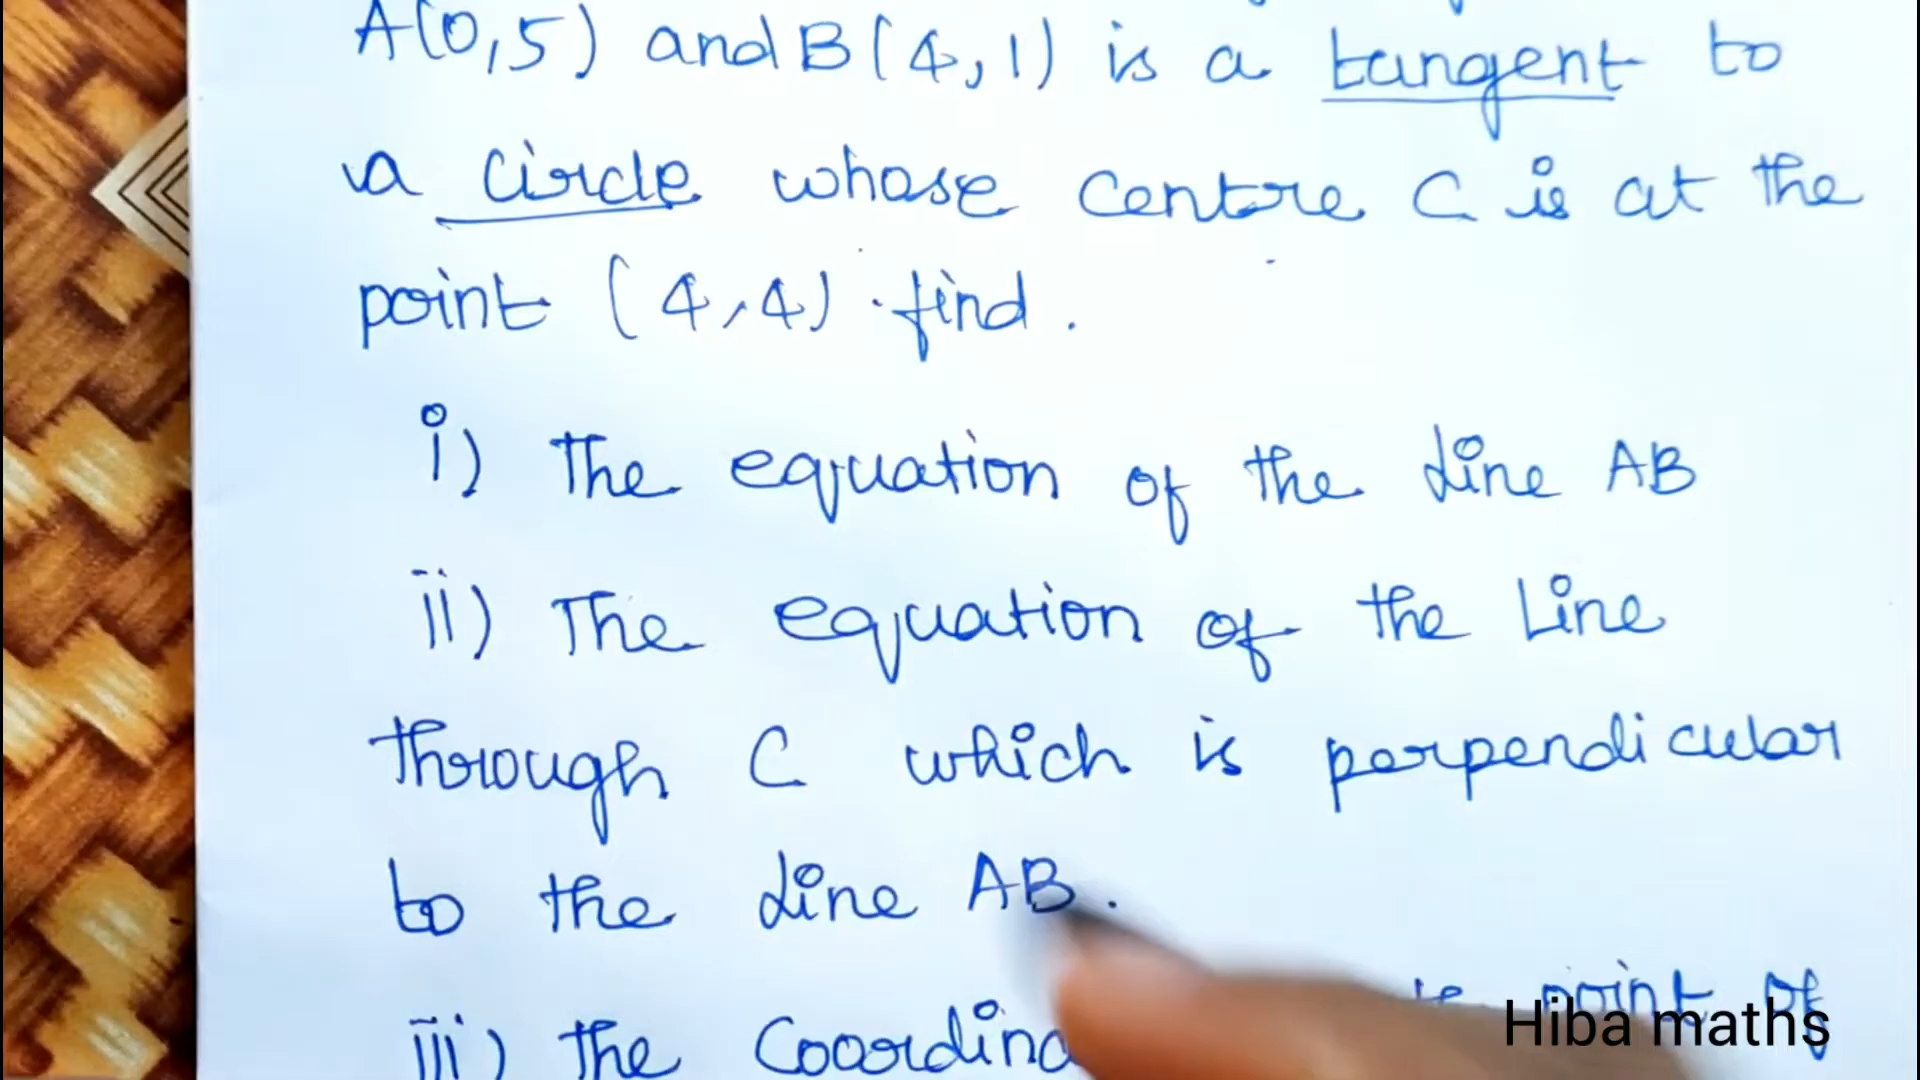 A(0,5) and B(4,1) is a tangent to
a circle whose centre C is at the
point (4,4). find.
i) The equation of the Line AB
ii) The equation of the Line
through C which is perpendicular
to the Line AB.
iii) The point of
Hiba maths